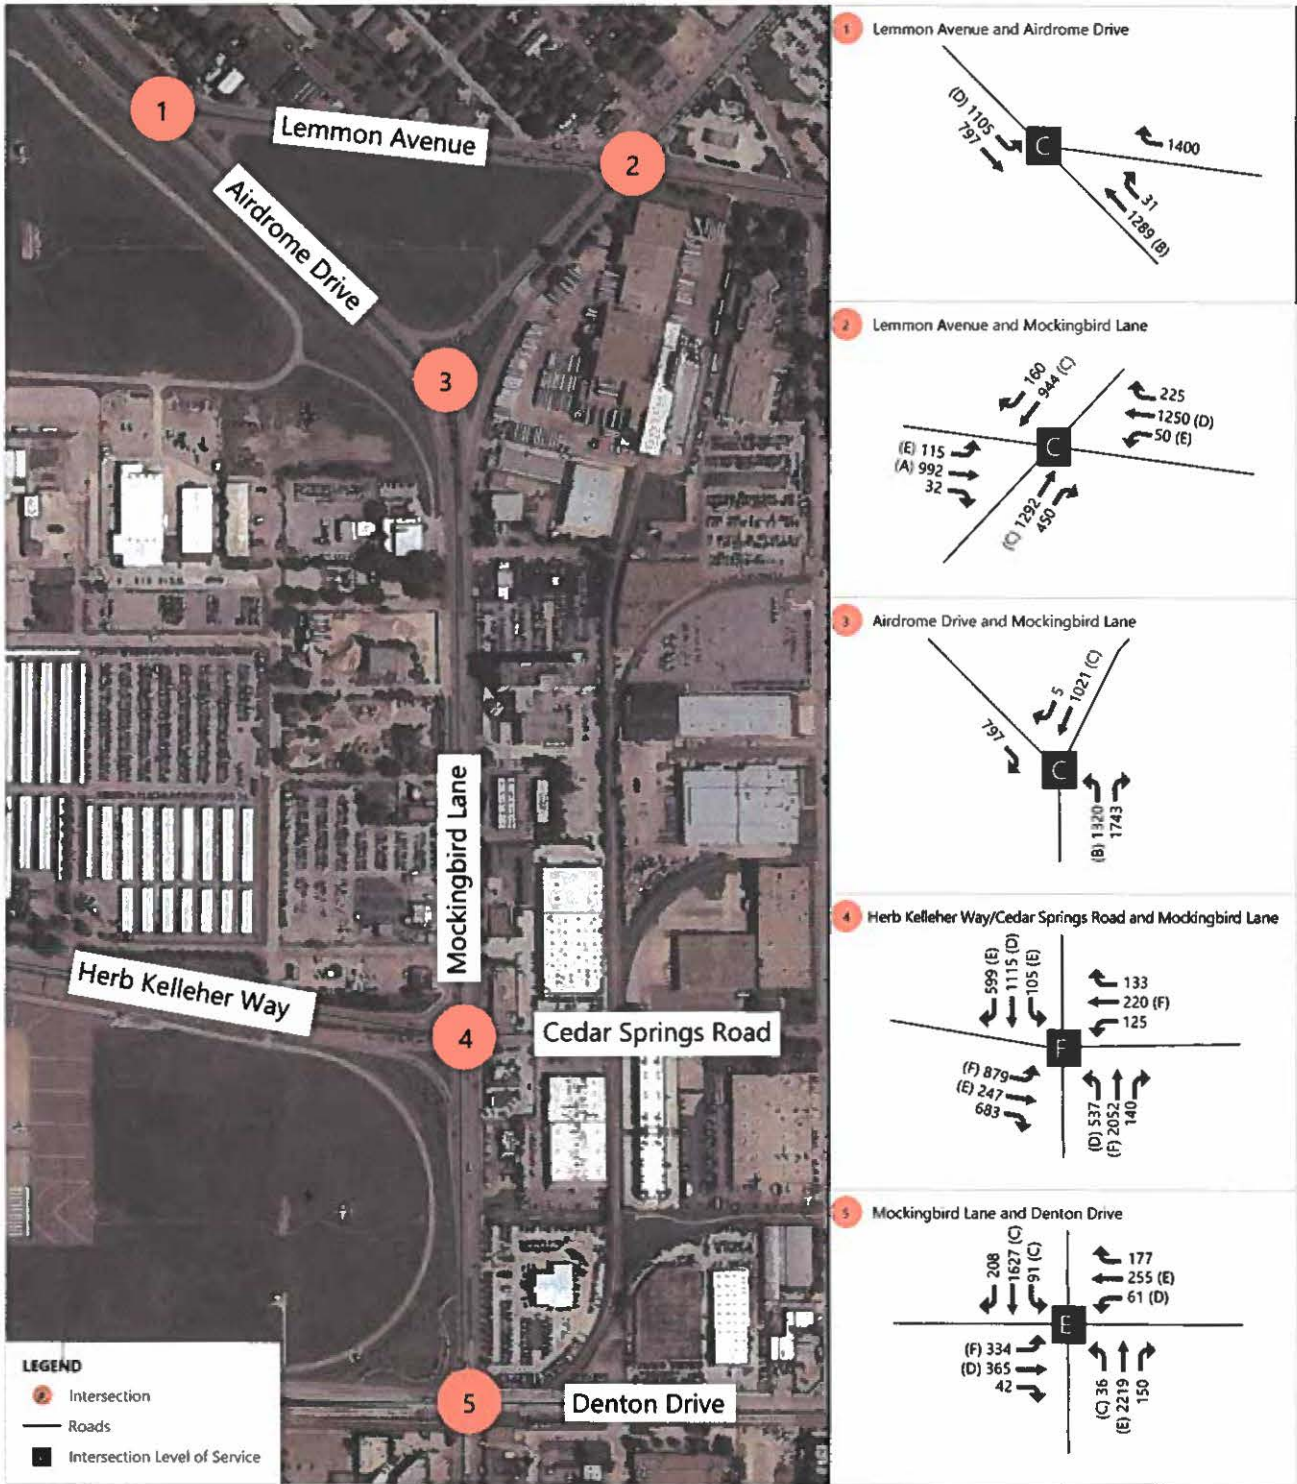 1
Lemmon Avenue
2
Airdrome Drive
3
Mockingbird Lane
Herb Kelleher Way
4
Cedar Springs Road
5
Denton Drive
LEGEND
Intersection
Roads
Intersection Level of Service
1 Lemmon Avenue and Airdrome Drive
(D) 1105
797
C
1400
31
1289 (B)
2 Lemmon Avenue and Mockingbird Lane
160
944 (C)
225
1250 (D)
50 (E)
(E) 115
(A) 992
32
C
(C) 1292
450
3 Airdrome Drive and Mockingbird Lane
5
1021 (C)
797
C
(B) 1320
1743
4 Herb Kelleher Way/Cedar Springs Road and Mockingbird Lane
599 (E)
1115 (D)
105 (E)
133
220 (F)
125
F
(F) 879
(E) 247
683
(D) 537
(F) 2052
140
5 Mockingbird Lane and Denton Drive
208
1627 (C)
91 (C)
177
255 (E)
61 (D)
E
(F) 334
(D) 365
42
(C) 36
(E) 2219
150